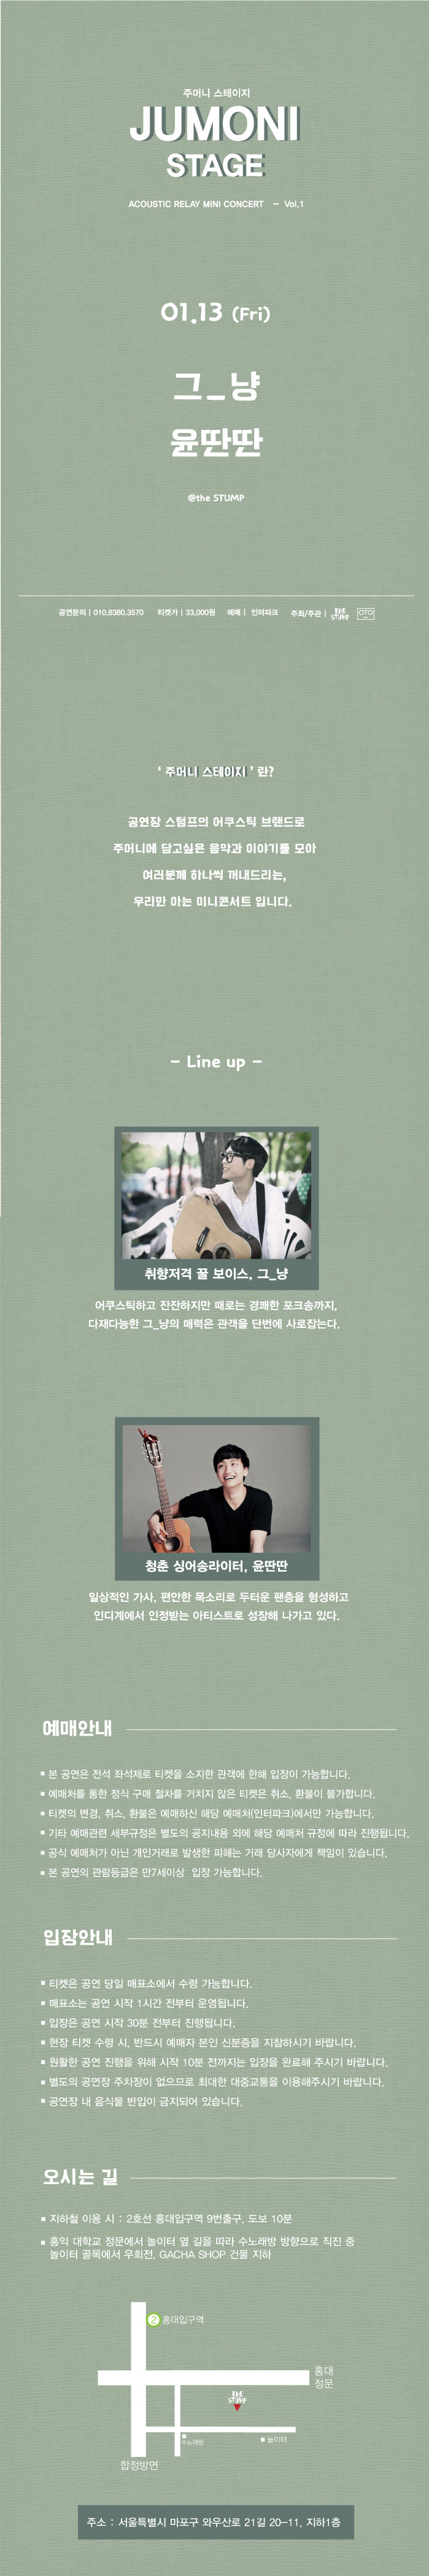 주머니 스테이지
JUMONI
STAGE
ACOUSTIC RELAY MINI CONCERT - Vol.1
01.13 (Fri)
그_냥
윤딴딴
@the STUMP
공연문의 | 010.8380.3570 티켓가 | 33,000원 예매 | 인터파크 주최/주관 | THE STUMP OTO
‘ 주머니 스테이지 ’ 란?
공연장 스텀프의 어쿠스틱 브랜드로
주머니에 담고싶은 음악과 이야기를 모아
여러분께 하나씩 꺼내드리는,
우리만 아는 미니콘서트 입니다.
- Line up -
취향저격 꿀 보이스, 그_냥
어쿠스틱하고 잔잔하지만 때로는 경쾌한 포크송까지,
다재다능한 그_냥의 매력은 관객을 단번에 사로잡는다.
청춘 싱어송라이터, 윤딴딴
일상적인 가사, 편안한 목소리로 두터운 팬층을 형성하고
인디계에서 인정받는 아티스트로 성장해 나가고 있다.
예매안내
▪ 본 공연은 전석 좌석제로 티켓을 소지한 관객에 한해 입장이 가능합니다.
▪ 예매처를 통한 정식 구매 절차를 거치지 않은 티켓은 취소, 환불이 불가합니다.
▪ 티켓의 변경, 취소, 환불은 예매하신 해당 예매처(인터파크)에서만 가능합니다.
▪ 기타 예매관련 세부규정은 별도의 공지내용 외에 해당 예매처 규정에 따라 진행됩니다.
▪ 공식 예매처가 아닌 개인거래로 발생한 피해는 거래 당사자에게 책임이 있습니다.
▪ 본 공연의 관람등급은 만7세이상 입장 가능합니다.
입장안내
▪ 티켓은 공연 당일 매표소에서 수령 가능합니다.
▪ 매표소는 공연 시작 1시간 전부터 운영됩니다.
▪ 입장은 공연 시작 30분 전부터 진행됩니다.
▪ 현장 티켓 수령 시, 반드시 예매자 본인 신분증을 지참하시기 바랍니다.
▪ 원활한 공연 진행을 위해 시작 10분 전까지는 입장을 완료해 주시기 바랍니다.
▪ 별도의 공연장 주차장이 없으므로 최대한 대중교통을 이용해주시기 바랍니다.
▪ 공연장 내 음식물 반입이 금지되어 있습니다.
오시는 길
▪ 지하철 이용 시 : 2호선 홍대입구역 9번출구, 도보 10분
▪ 홍익 대학교 정문에서 놀이터 옆 길을 따라 수노래방 방향으로 직진 중
놀이터 골목에서 우회전, GACHA SHOP 건물 지하
2 홍대입구역
홍대
정문
THE
STUMP
수노래방
▪ 놀이터
합정방면
주소 : 서울특별시 마포구 와우산로 21길 20-11, 지하1층